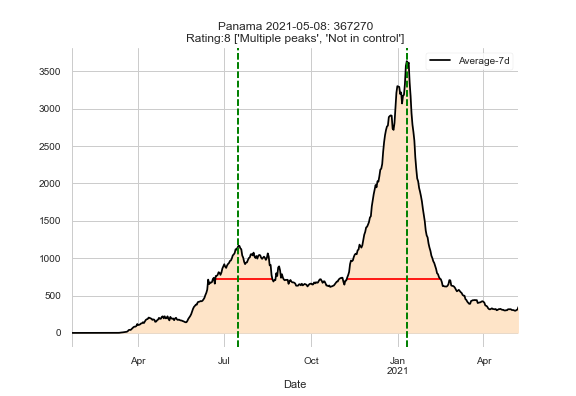 Panama 2021-05-08: 367270
Rating:8 ['Multiple peaks', 'Not in control']
Average-7d
3500
3000
2500
2000
1500
1000
500
0
Apr
Jul
Oct
Jan
2021
Apr
Date